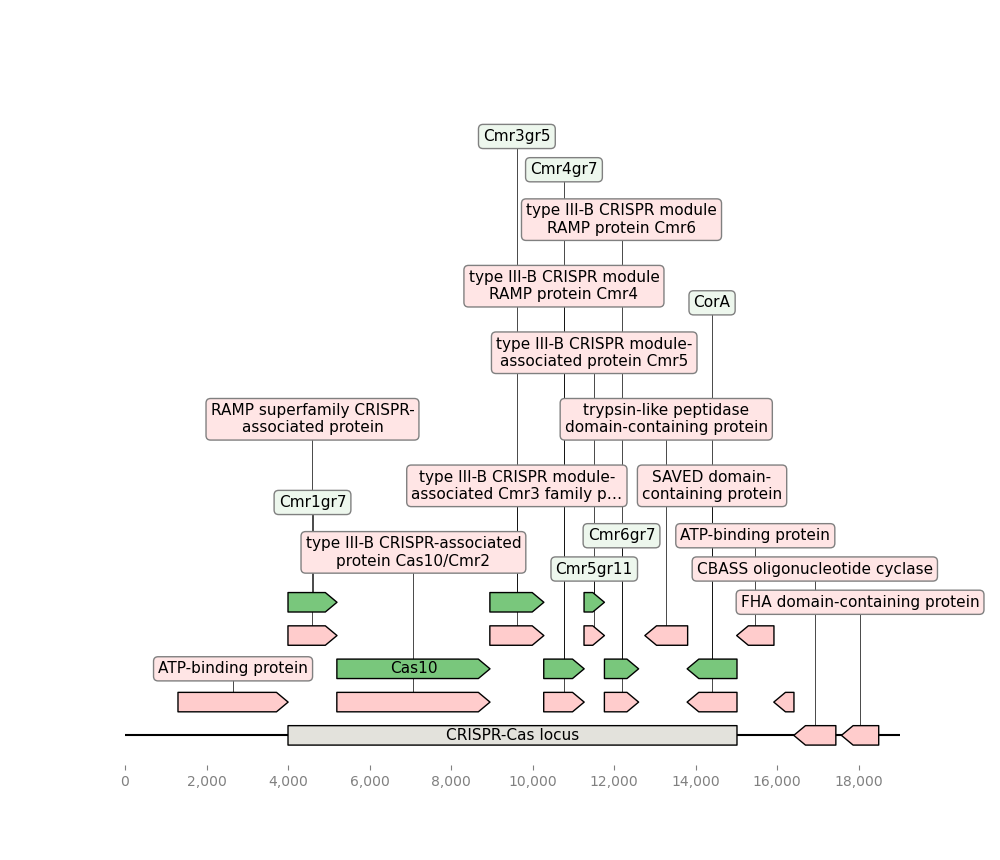 Cmr3gr5
Cmr4gr7
type III-B CRISPR module
RAMP protein Cmr6
type III-B CRISPR module
RAMP protein Cmr4
CorA
type III-B CRISPR module-
associated protein Cmr5
RAMP superfamily CRISPR-
associated protein
trypsin-like peptidase
domain-containing protein
type III-B CRISPR module-
associated Cmr3 family p…
SAVED domain-
containing protein
Cmr1gr7
Cmr6gr7
ATP-binding protein
type III-B CRISPR-associated
protein Cas10/Cmr2
Cmr5gr11
CBASS oligonucleotide cyclase
FHA domain-containing protein
ATP-binding protein
Cas10
CRISPR-Cas locus
0
2,000
4,000
6,000
8,000
10,000
12,000
14,000
16,000
18,000